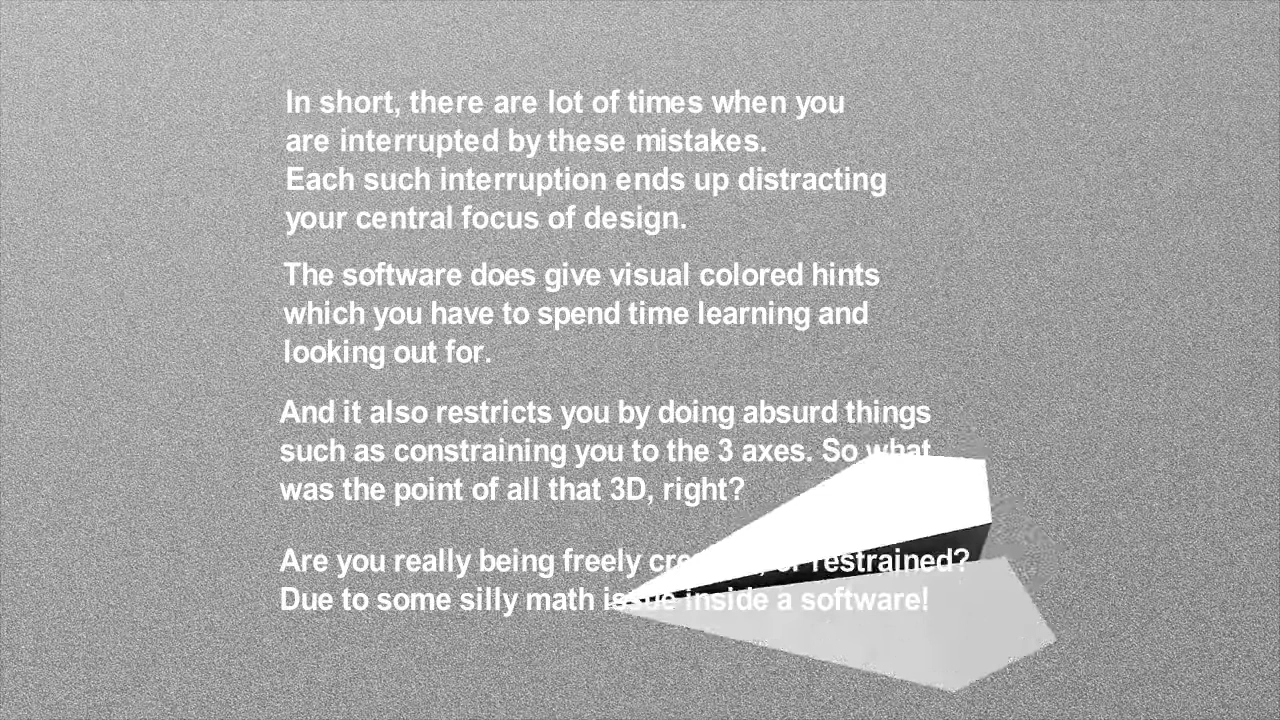 In short, there are lot of times when you
are interrupted by these mistakes.
Each such interruption ends up distracting
your central focus of design.
The software does give visual colored hints
which you have to spend time learning and
looking out for.
And it also restricts you by doing absurd things
such as constraining you to the 3 axes. So what
was the point of all that 3D, right?
Are you really being freely or restrained?
Due to some silly math issue inside a software!